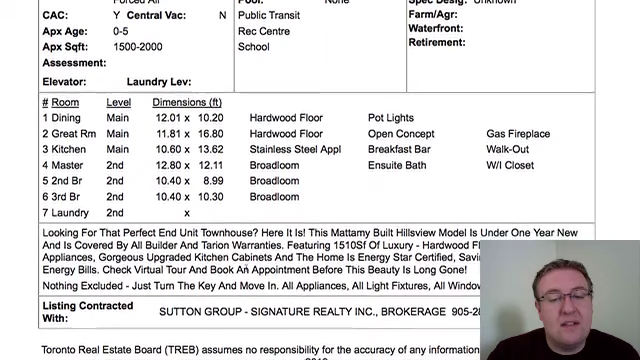 Forced Air Pool: None Spec Desig: Unknown
CAC: Y Central Vac: N Public Transit Farm/Agr:
Apx Age: 0-5 Rec Centre Waterfront:
Apx Sqft: 1500-2000 School Retirement:
Assessment:
Elevator: Laundry Lev:
# Room Level Dimensions (ft)
1 Dining Main 12.01 x 10.20 Hardwood Floor Pot Lights
2 Great Rm Main 11.81 x 16.80 Hardwood Floor Open Concept Gas Fireplace
3 Kitchen Main 10.60 x 13.62 Stainless Steel Appl Breakfast Bar Walk-Out
4 Master 2nd 12.80 x 12.11 Broadloom Ensuite Bath W/I Closet
5 2nd Br 2nd 10.40 x 8.99 Broadloom
6 3rd Br 2nd 10.40 x 10.30 Broadloom
7 Laundry 2nd x
Looking For That Perfect End Unit Townhouse? Here It Is! This Mattamy Built Hillsview Model Is Under One Year New
And Is Covered By All Builder And Tarion Warranties. Featuring 1510Sf Of Luxury - Hardwood
Appliances, Gorgeous Upgraded Kitchen Cabinets And The Home Is Energy Star Certified,
Energy Bills. Check Virtual Tour And Book An Appointment Before This Beauty Is Long Gone!
Nothing Excluded - Just Turn The Key And Move In. All Appliances, All Light Fixtures, All
Listing Contracted SUTTON GROUP - SIGNATURE REALTY INC., BROKERAGE 905-
With:
Toronto Real Estate Board (TREB) assumes no responsibility for the accuracy of any